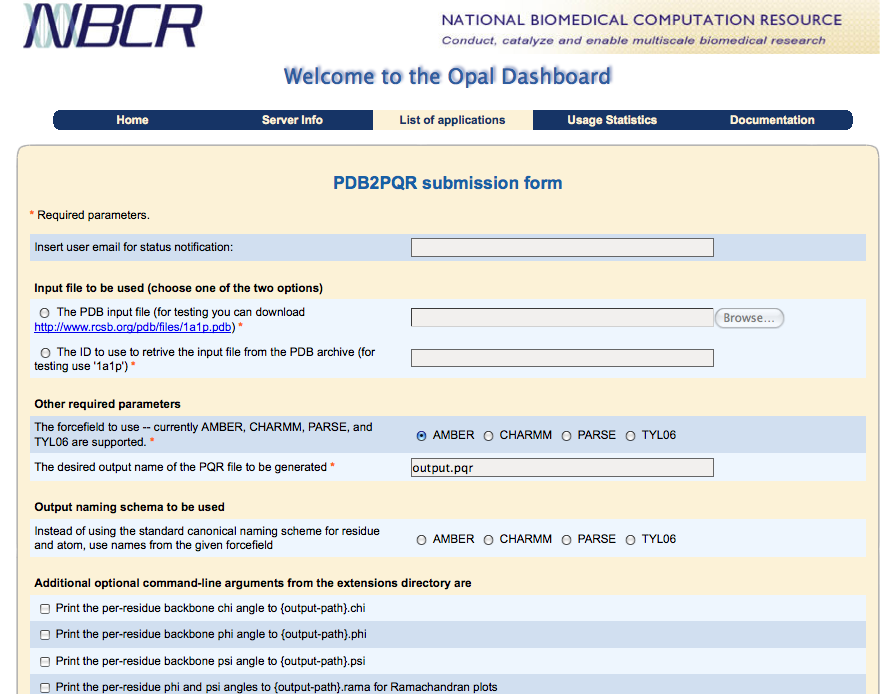 NBCR
NATIONAL BIOMEDICAL COMPUTATION RESOURCE
Conduct, catalyze and enable multiscale biomedical research
Welcome to the Opal Dashboard
Home Server Info List of applications Usage Statistics Documentation
PDB2PQR submission form
* Required parameters.
Insert user email for status notification:
Input file to be used (choose one of the two options)
The PDB input file (for testing you can download
http://www.rcsb.org/pdb/files/1a1p.pdb) *
Browse...
The ID to use to retrive the input file from the PDB archive (for
testing use '1a1p') *
Other required parameters
The forcefield to use -- currently AMBER, CHARMM, PARSE, and
TYL06 are supported. *
AMBER CHARMM PARSE TYL06
The desired output name of the PQR file to be generated *
output.pqr
Output naming schema to be used
Instead of using the standard canonical naming scheme for residue
and atom, use names from the given forcefield
AMBER CHARMM PARSE TYL06
Additional optional command-line arguments from the extensions directory are
Print the per-residue backbone chi angle to {output-path}.chi
Print the per-residue backbone phi angle to {output-path}.phi
Print the per-residue backbone psi angle to {output-path}.psi
Print the per-residue phi and psi angles to {output-path}.rama for Ramachandran plots